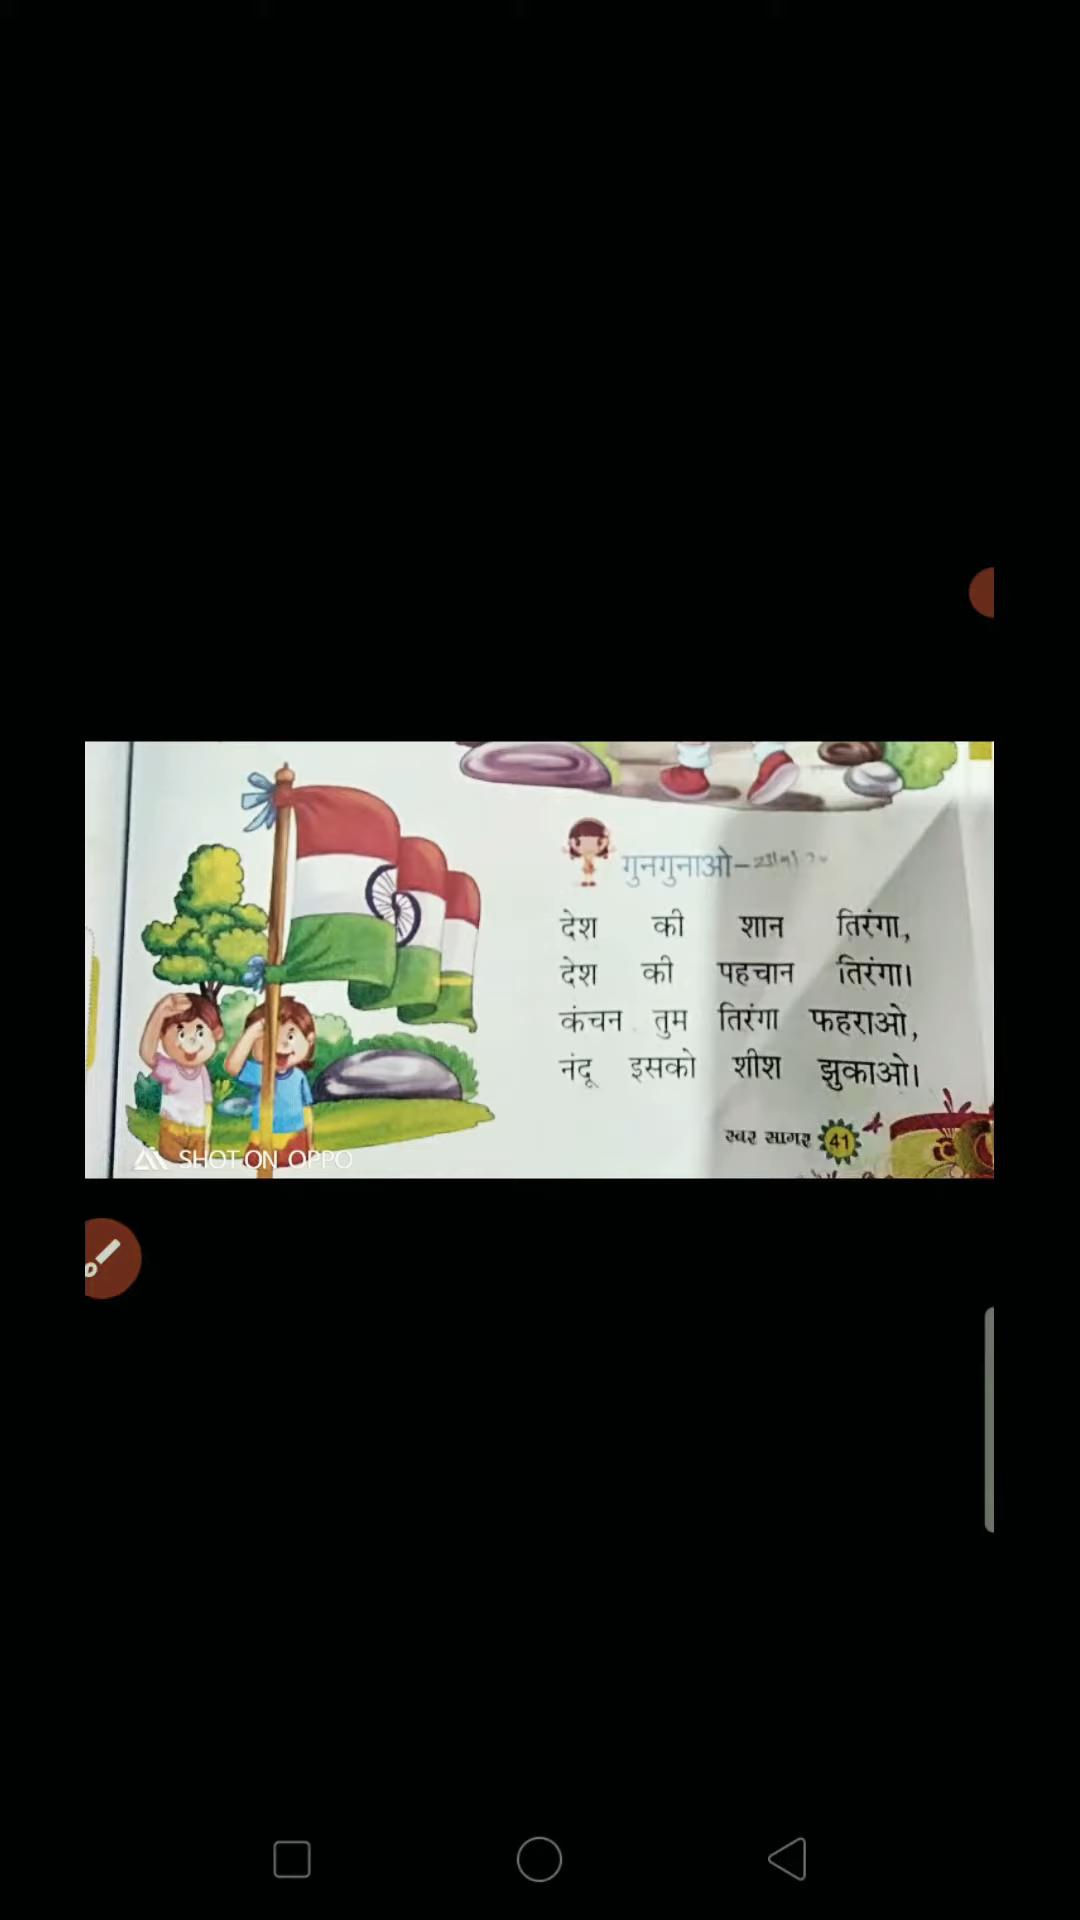 गुनगुनाओ–
देश की शान तिरंगा,
देश की पहचान तिरंगा।
कंचन तुम तिरंगा फहराओ,
नंदू इसको शीश झुकाओ।
स्वर सागर 41
SHOT ON OPPO